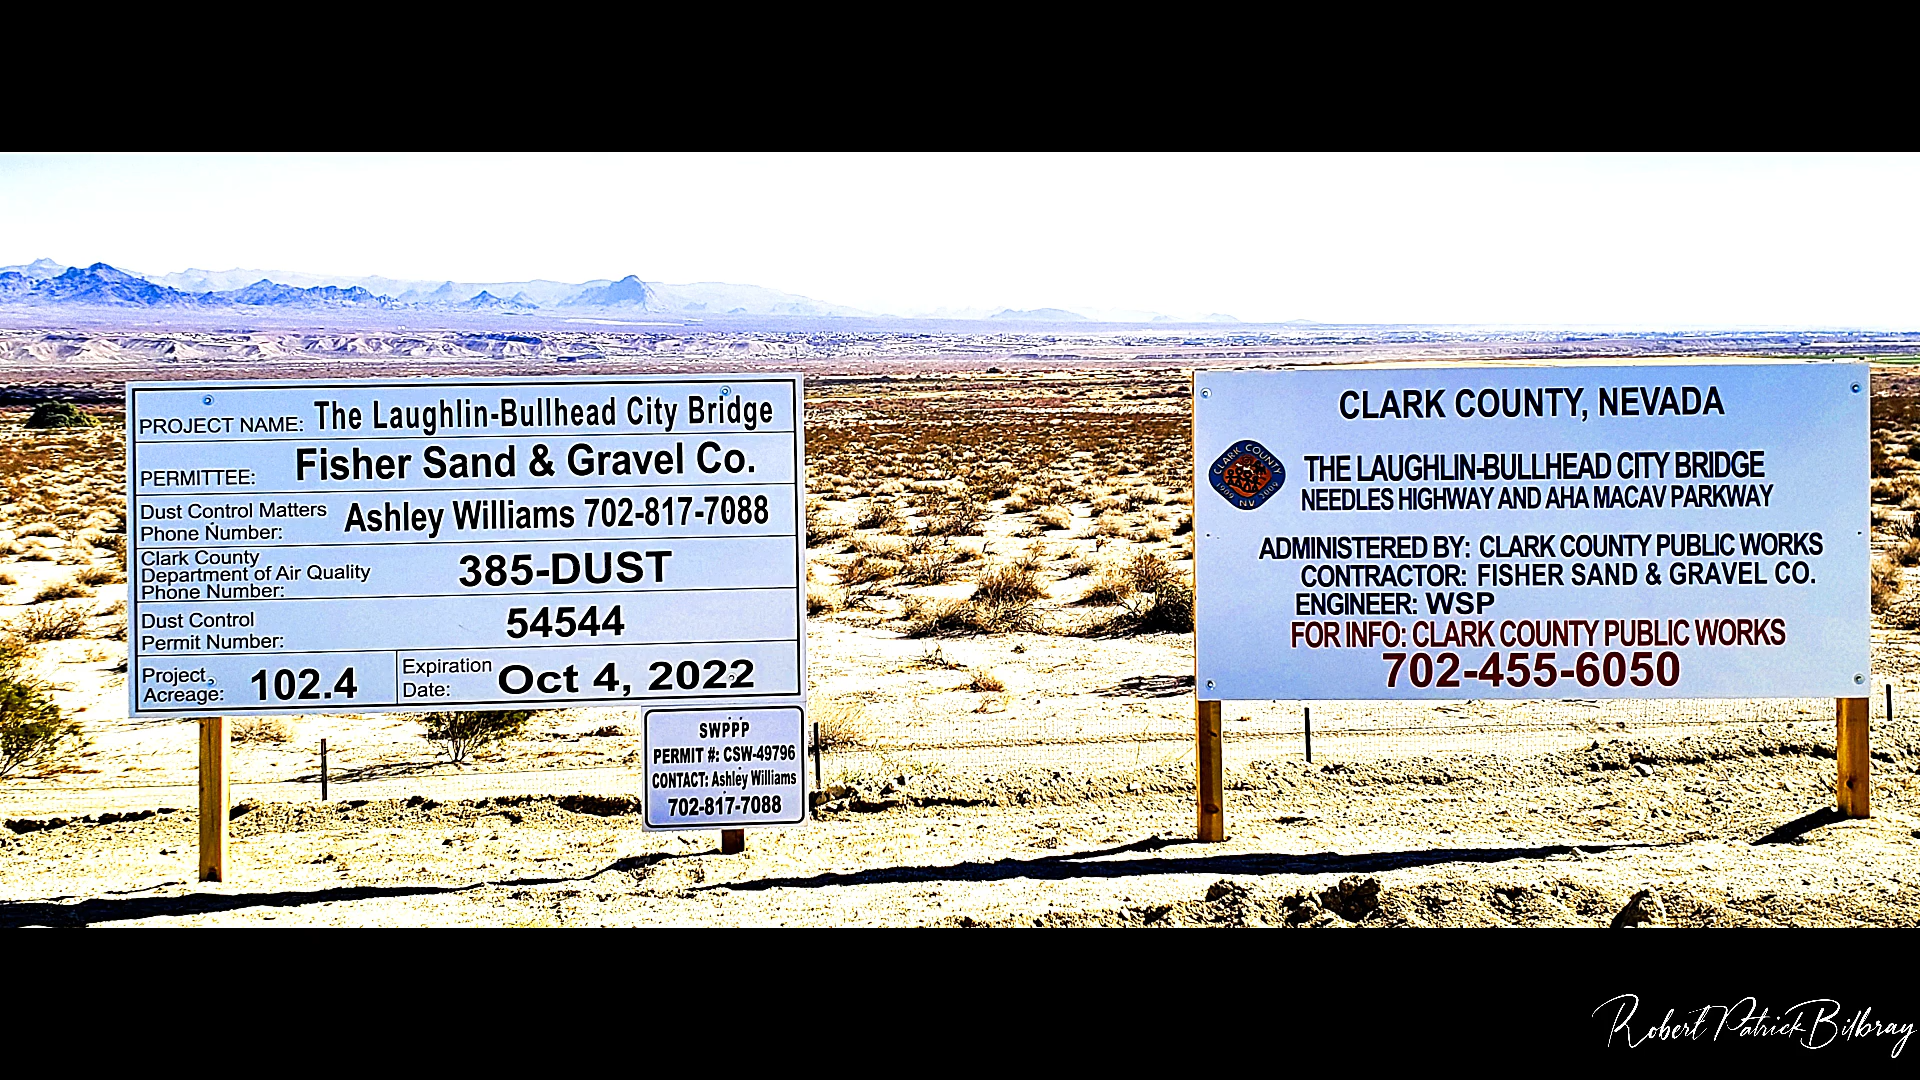 PROJECT NAME: The Laughlin-Bullhead City Bridge
PERMITTEE: Fisher Sand & Gravel Co.
Dust Control Matters
Phone Number: Ashley Williams 702-817-7088
Clark County
Department of Air Quality
Phone Number: 385-DUST
Dust Control
Permit Number: 54544
Project
Acreage: 102.4
Expiration
Date: Oct 4, 2022
SWPPP
PERMIT #: CSW-49796
CONTACT: Ashley Williams
702-817-7088
CLARK COUNTY, NEVADA
CLARK COUNTY
1909 NV 2009
THE LAUGHLIN-BULLHEAD CITY BRIDGE
NEEDLES HIGHWAY AND AHA MACAV PARKWAY
ADMINISTERED BY: CLARK COUNTY PUBLIC WORKS
CONTRACTOR: FISHER SAND & GRAVEL CO.
ENGINEER: WSP
FOR INFO: CLARK COUNTY PUBLIC WORKS
702-455-6050
Robert Patrick Bilbray